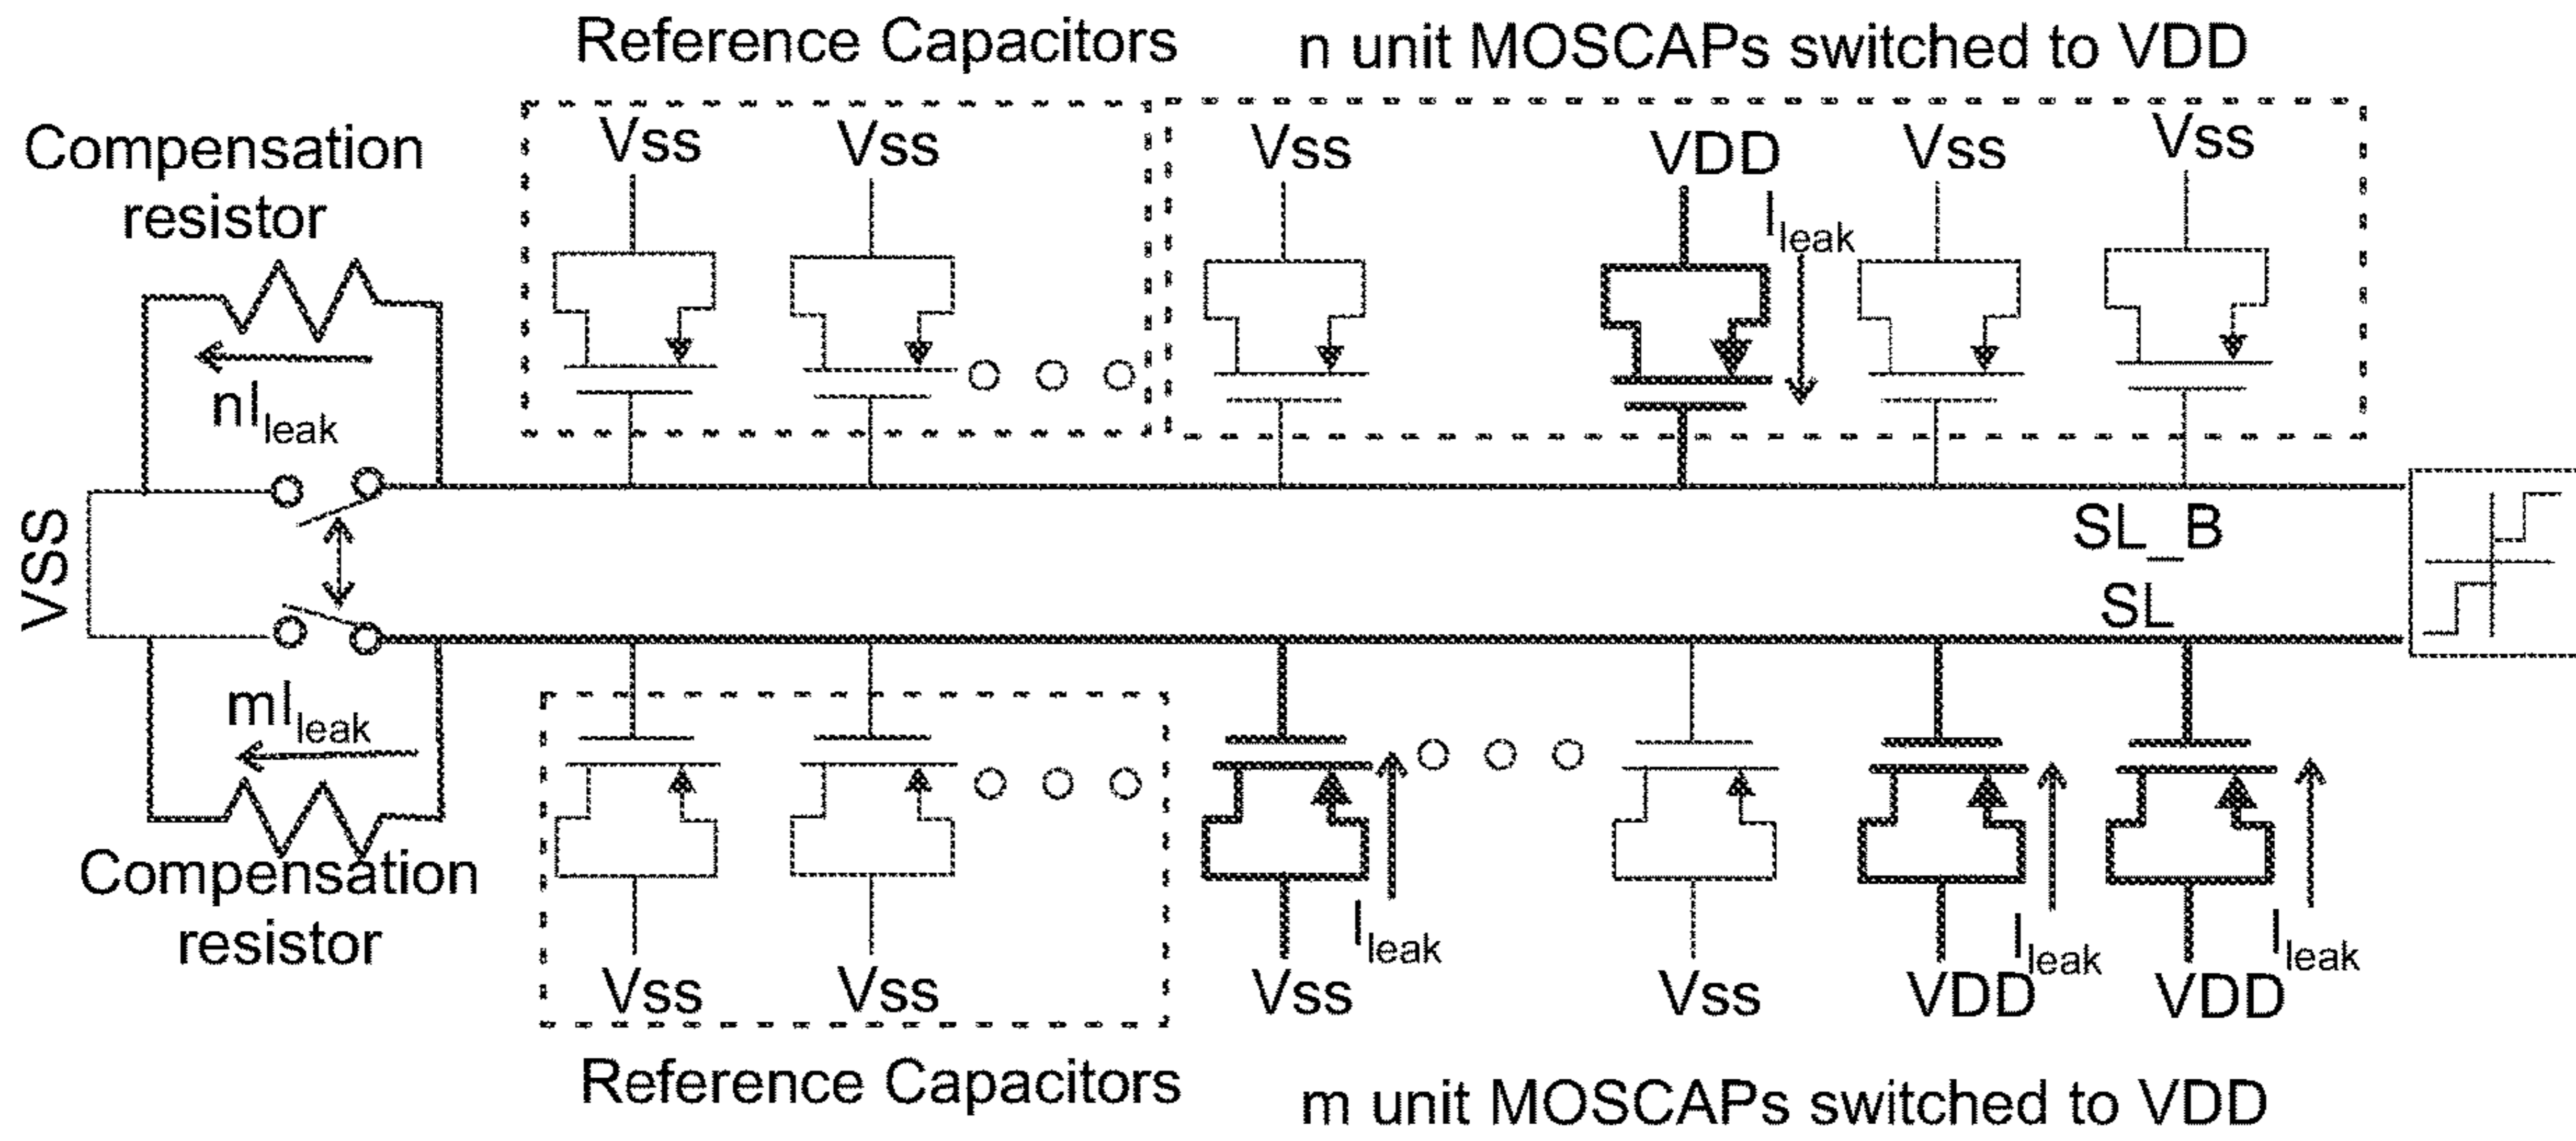 Reference Capacitors
n unit MOSCAPs switched to VDD
Compensation
resistor
Vss
Vss
Vss
VDD
Vss
Vss
Ileak
nIleak
VSS
SL_B
SL
mIleak
Compensation
resistor
Ileak
Ileak
Ileak
Vss
Vss
Vss
Vss
VDD
VDD
Reference Capacitors
m unit MOSCAPs switched to VDD